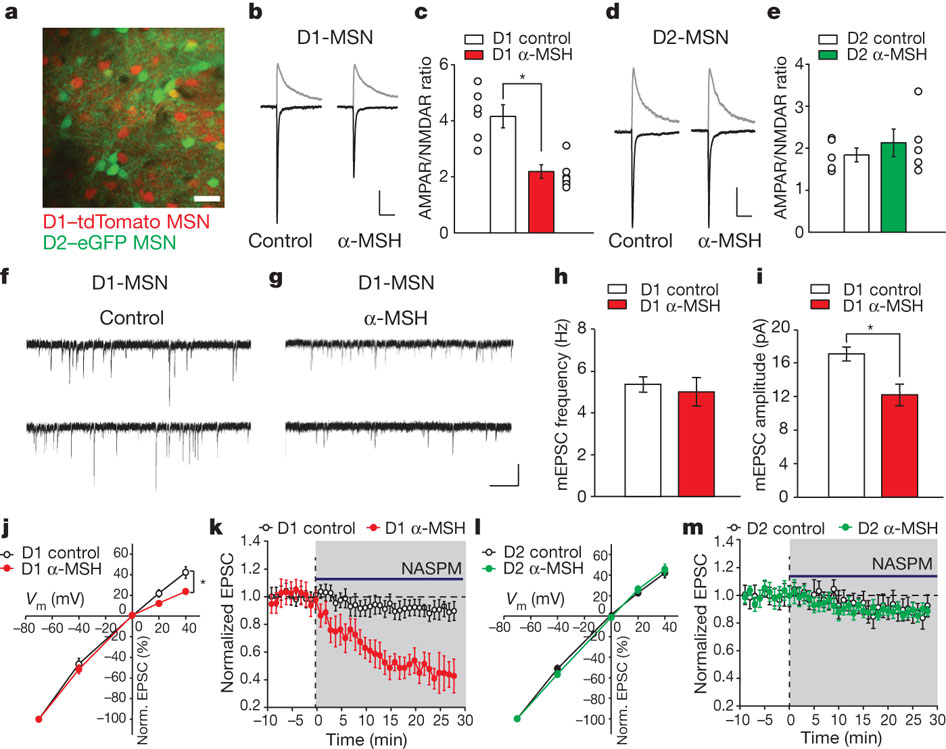 a
D1–tdTomato MSN
D2–eGFP MSN
b
D1-MSN
Control
α-MSH
c
D1 control
D1 α-MSH
AMPAR/NMDAR ratio
6
4
2
0
*
d
D2-MSN
Control
α-MSH
e
D2 control
D2 α-MSH
AMPAR/NMDAR ratio
4
3
2
1
0
f
D1-MSN
Control
g
D1-MSN
α-MSH
h
D1 control
D1 α-MSH
mEPSC frequency (Hz)
8
6
4
2
0
i
D1 control
D1 α-MSH
mEPSC amplitude (pA)
20
16
12
8
4
0
*
j
D1 control
D1 α-MSH
Vm (mV)
−80 −60 −40 −20 0 20 40
60
40
20
0
−20
−40
−60
−80
−100
Norm. EPSC (%)
*
k
D1 control
D1 α-MSH
NASPM
Normalized EPSC
1.4
1.2
1.0
0.8
0.6
0.4
0.2
−10 −5 0 5 10 15 20 25 30
Time (min)
l
D2 control
D2 α-MSH
Vm (mV)
−80 −60 −40 −20 0 20 40
60
40
20
0
−20
−40
−60
−80
−100
Norm. EPSC (%)
m
D2 control
D2 α-MSH
NASPM
Normalized EPSC
1.4
1.2
1.0
0.8
0.6
0.4
0.2
−10 −5 0 5 10 15 20 25 30
Time (min)